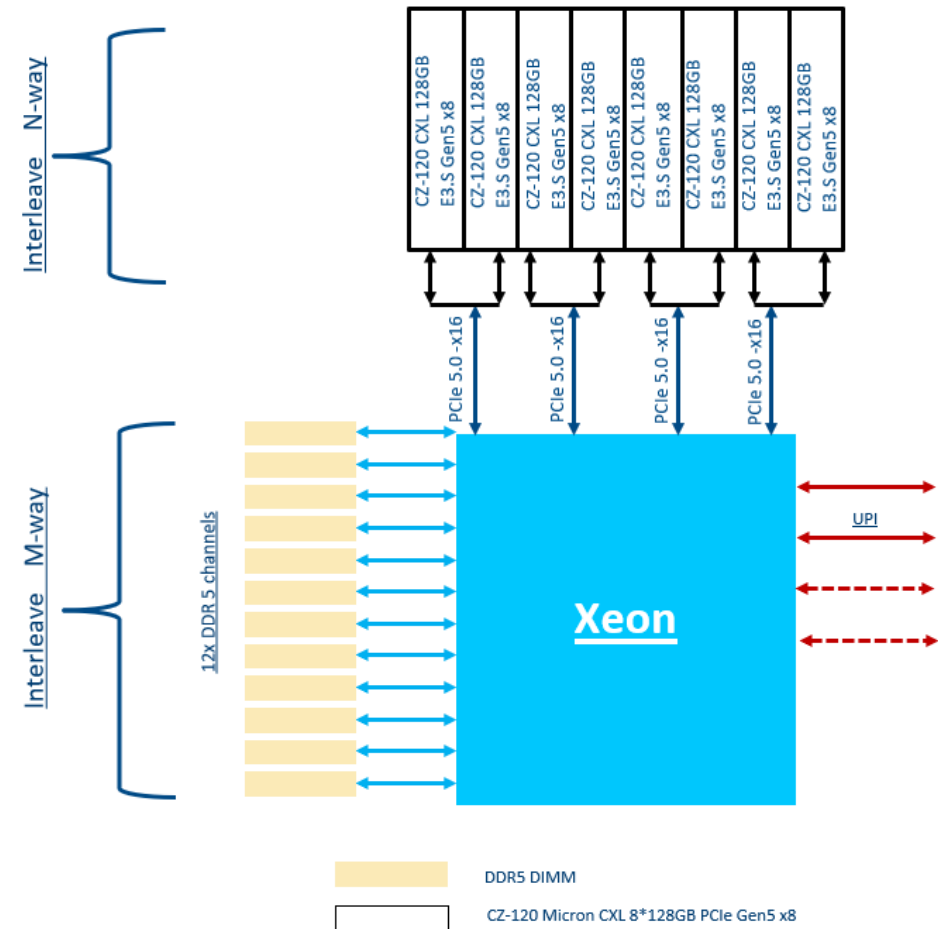 Interleave N-way
CZ-120 CXL 128GB
E3.S Gen5 x8
CZ-120 CXL 128GB
E3.S Gen5 x8
CZ-120 CXL 128GB
E3.S Gen5 x8
CZ-120 CXL 128GB
E3.S Gen5 x8
CZ-120 CXL 128GB
E3.S Gen5 x8
CZ-120 CXL 128GB
E3.S Gen5 x8
CZ-120 CXL 128GB
E3.S Gen5 x8
CZ-120 CXL 128GB
E3.S Gen5 x8
PCIe 5.0 -x16
PCIe 5.0 -x16
PCIe 5.0 -x16
PCIe 5.0 -x16
Interleave M-way
12x DDR 5 channels
Xeon
UPI
DDR5 DIMM
CZ-120 Micron CXL 8*128GB PCIe Gen5 x8